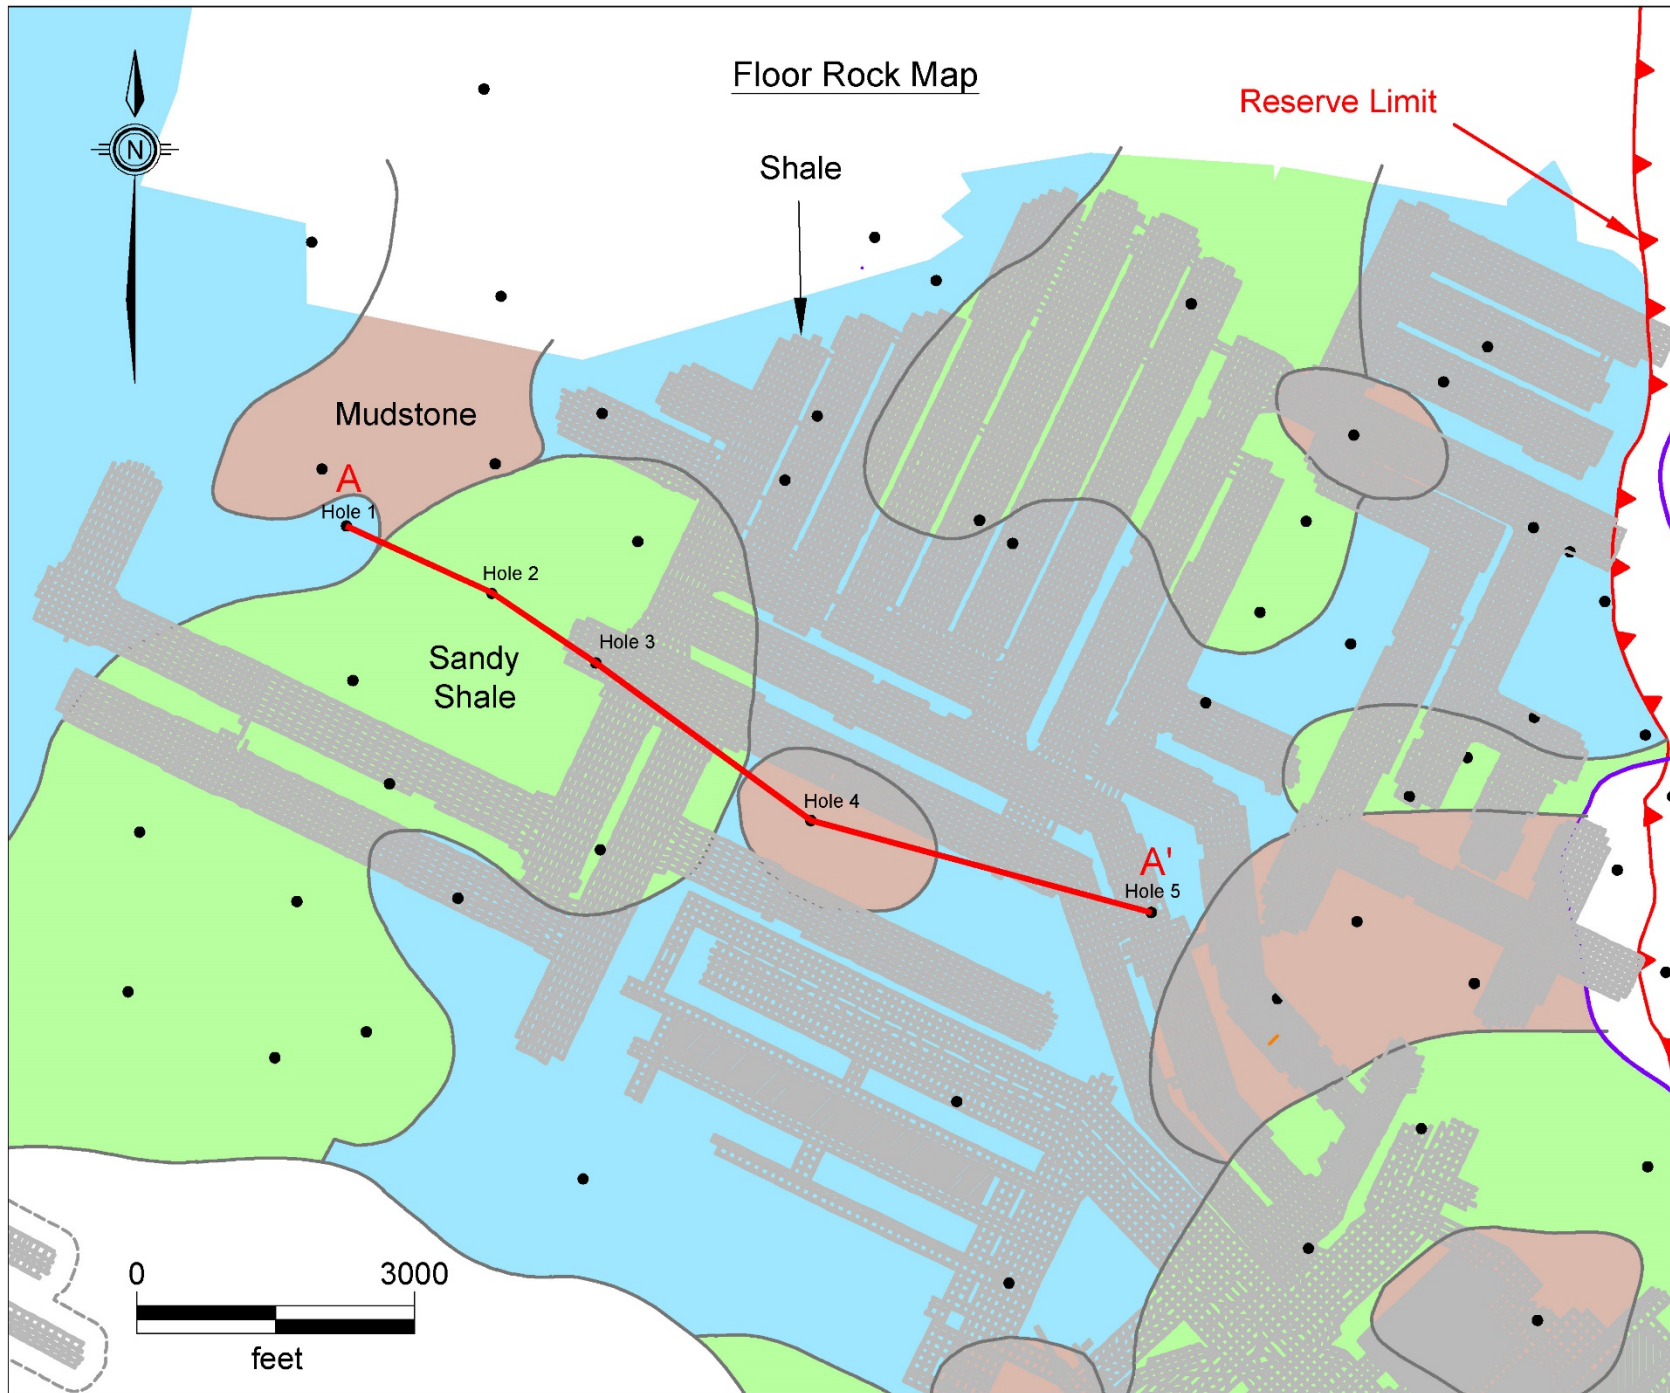 Floor Rock Map
Reserve Limit
N
Shale
Mudstone
A
Hole 1
Hole 2
Hole 3
Sandy
Shale
Hole 4
A'
Hole 5
0 3000
feet